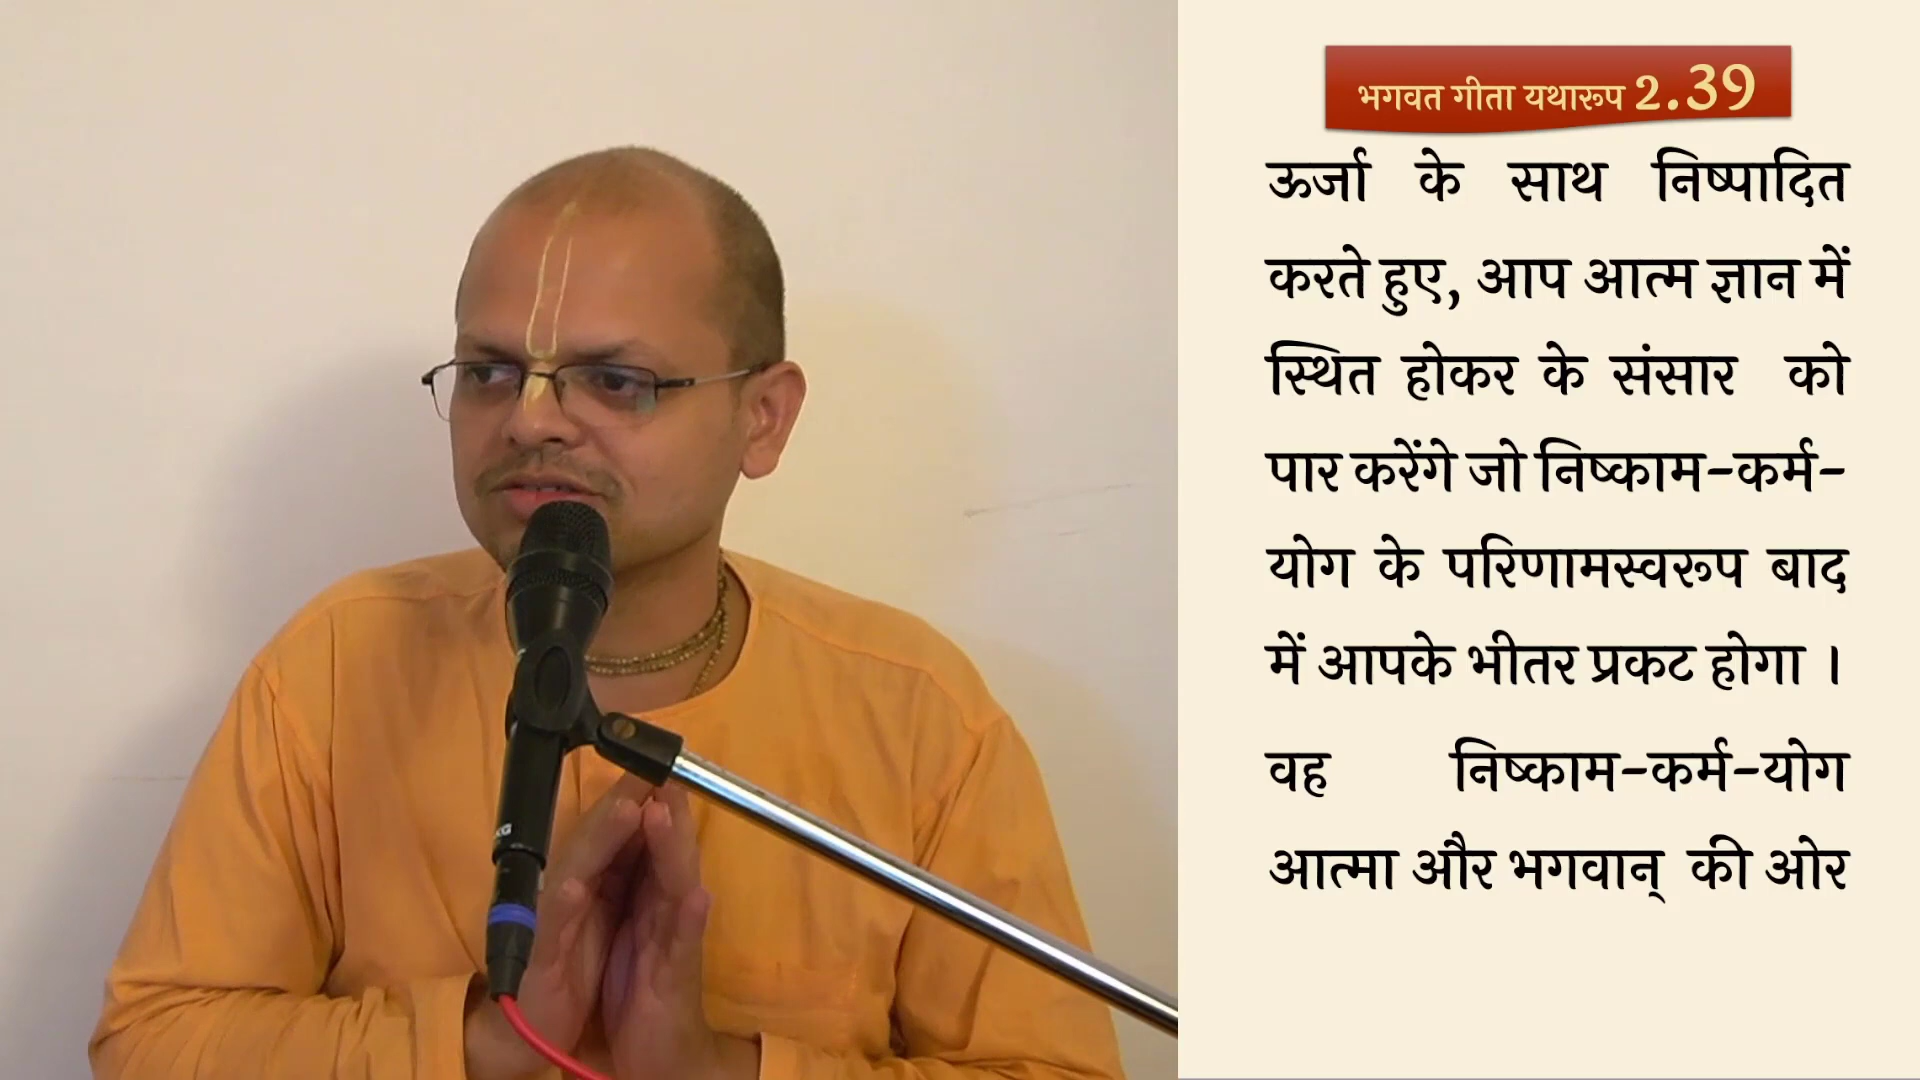 भगवत गीता यथारूप 2.39
ऊर्जा के साथ निष्पादित
करते हुए, आप आत्म ज्ञान में
स्थित होकर के संसार को
पार करेंगे जो निष्काम-कर्म-
योग के परिणामस्वरूप बाद
में आपके भीतर प्रकट होगा ।
वह निष्काम-कर्म-योग
आत्मा और भगवान् की ओर